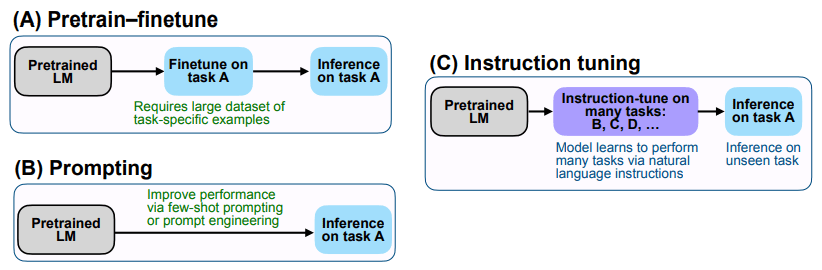 (A) Pretrain–finetune
Pretrained
LM
Finetune on
task A
Inference
on task A
Requires large dataset of
task-specific examples
(B) Prompting
Improve performance
via few-shot prompting
or prompt engineering
Pretrained
LM
Inference
on task A
(C) Instruction tuning
Pretrained
LM
Instruction-tune on
many tasks:
B, C, D, …
Inference
on task A
Model learns to perform
many tasks via natural
language instructions
Inference on
unseen task